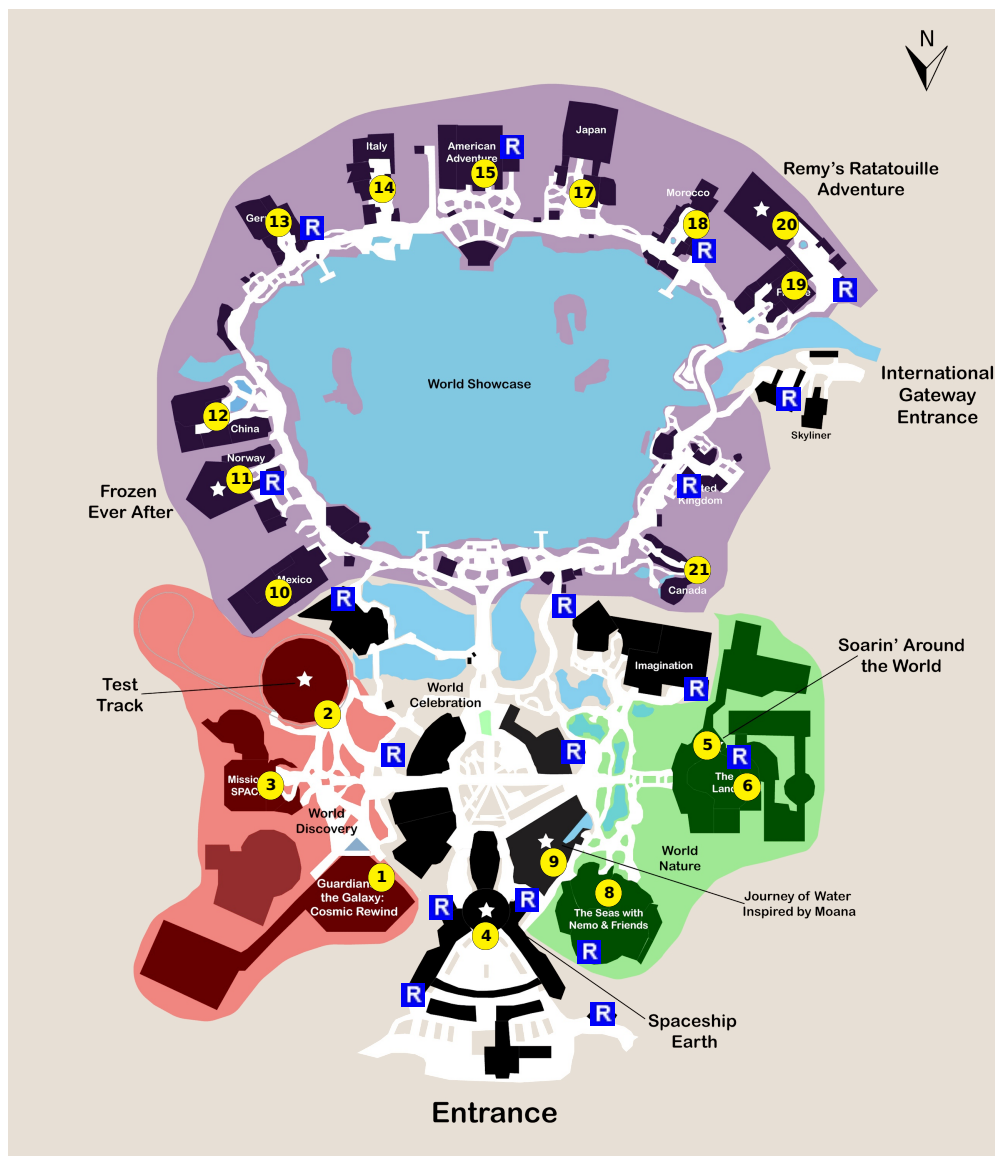 N
Japan
Italy
American
R
15
Remy's Ratatouille
Adventure
14
17
Morocco
13
R
18
20
R
19
R
International
Gateway
Entrance
World Showcase
R
Skyliner
12
China
Norway
11
R
Frozen
Ever After
R
Kingdom
21
Canada
Mexico
10
R
R
Soarin' Around
the World
Imagination
R
Test
Track
World
Celebration
2
5
R
R
R
The
6
3
World
Discovery
World
Nature
1
the Galaxy:
Cosmic Rewind
9
8
Journey of Water
Inspired by Moana
R
R
The Seas with
Nemo & Friends
4
R
R
R
Spaceship
Earth
Entrance